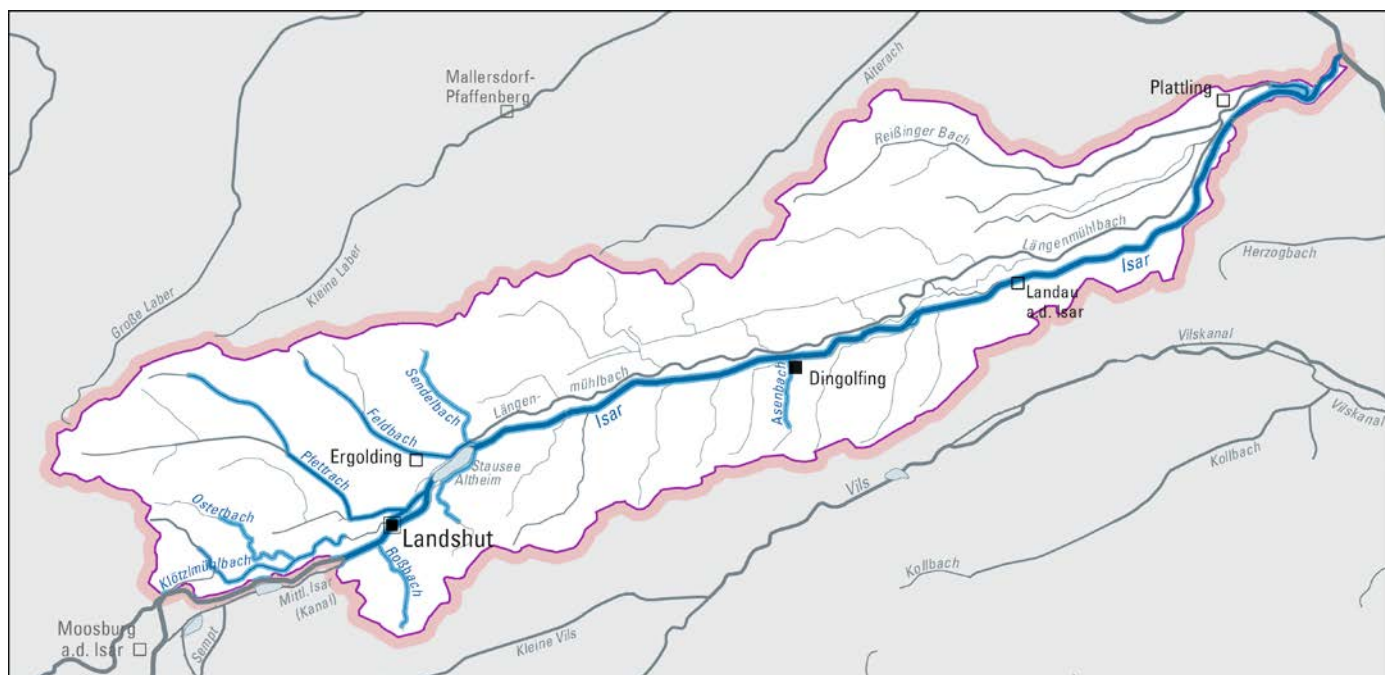 Mallersdorf-
Pfaffenberg
Aiterach
Plattling
Reißinger Bach
Große Laber
Kleine Laber
Längenmühlbach
Isar
Herzogbach
Landau
a.d. Isar
Vilskanal
Vilskanal
Sendelbach
Feldbach
Längen-
mühlbach
Isar
Asenbach
Dingolfing
Ergolding
Plettrach
Stausee
Altheim
Osterbach
Landshut
Roßbach
Klötzlmühlbach
Mittl. Isar
(Kanal)
Vils
Kollbach
Kollbach
Moosburg
a.d. Isar
Sempt
Kleine Vils